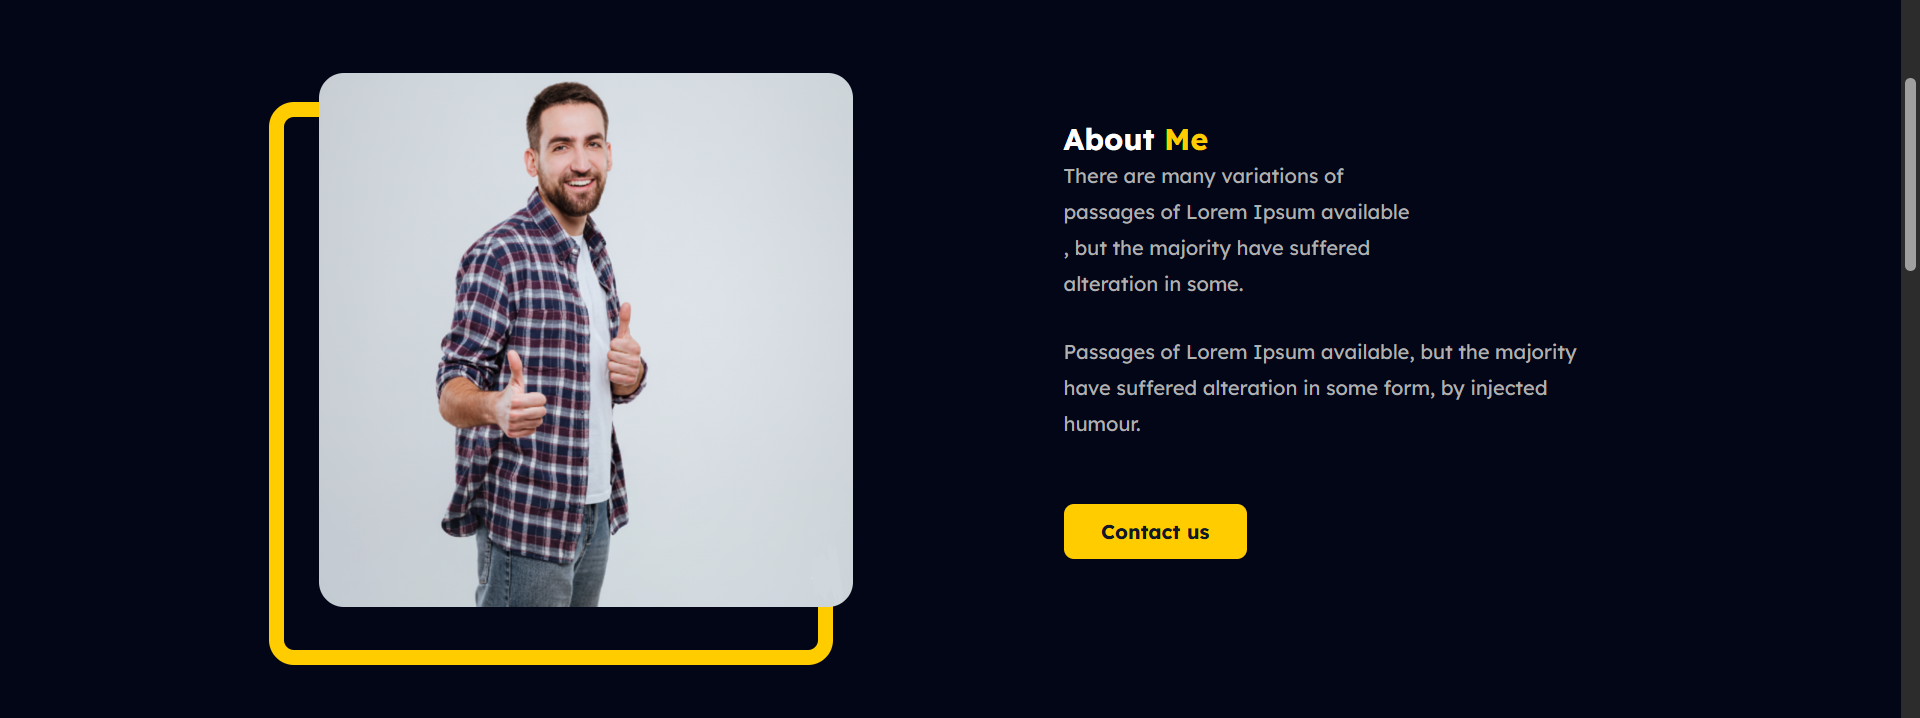 About Me
There are many variations of
passages of Lorem Ipsum available
, but the majority have suffered
alteration in some.
Passages of Lorem Ipsum available, but the majority
have suffered alteration in some form, by injected
humour.
Contact us